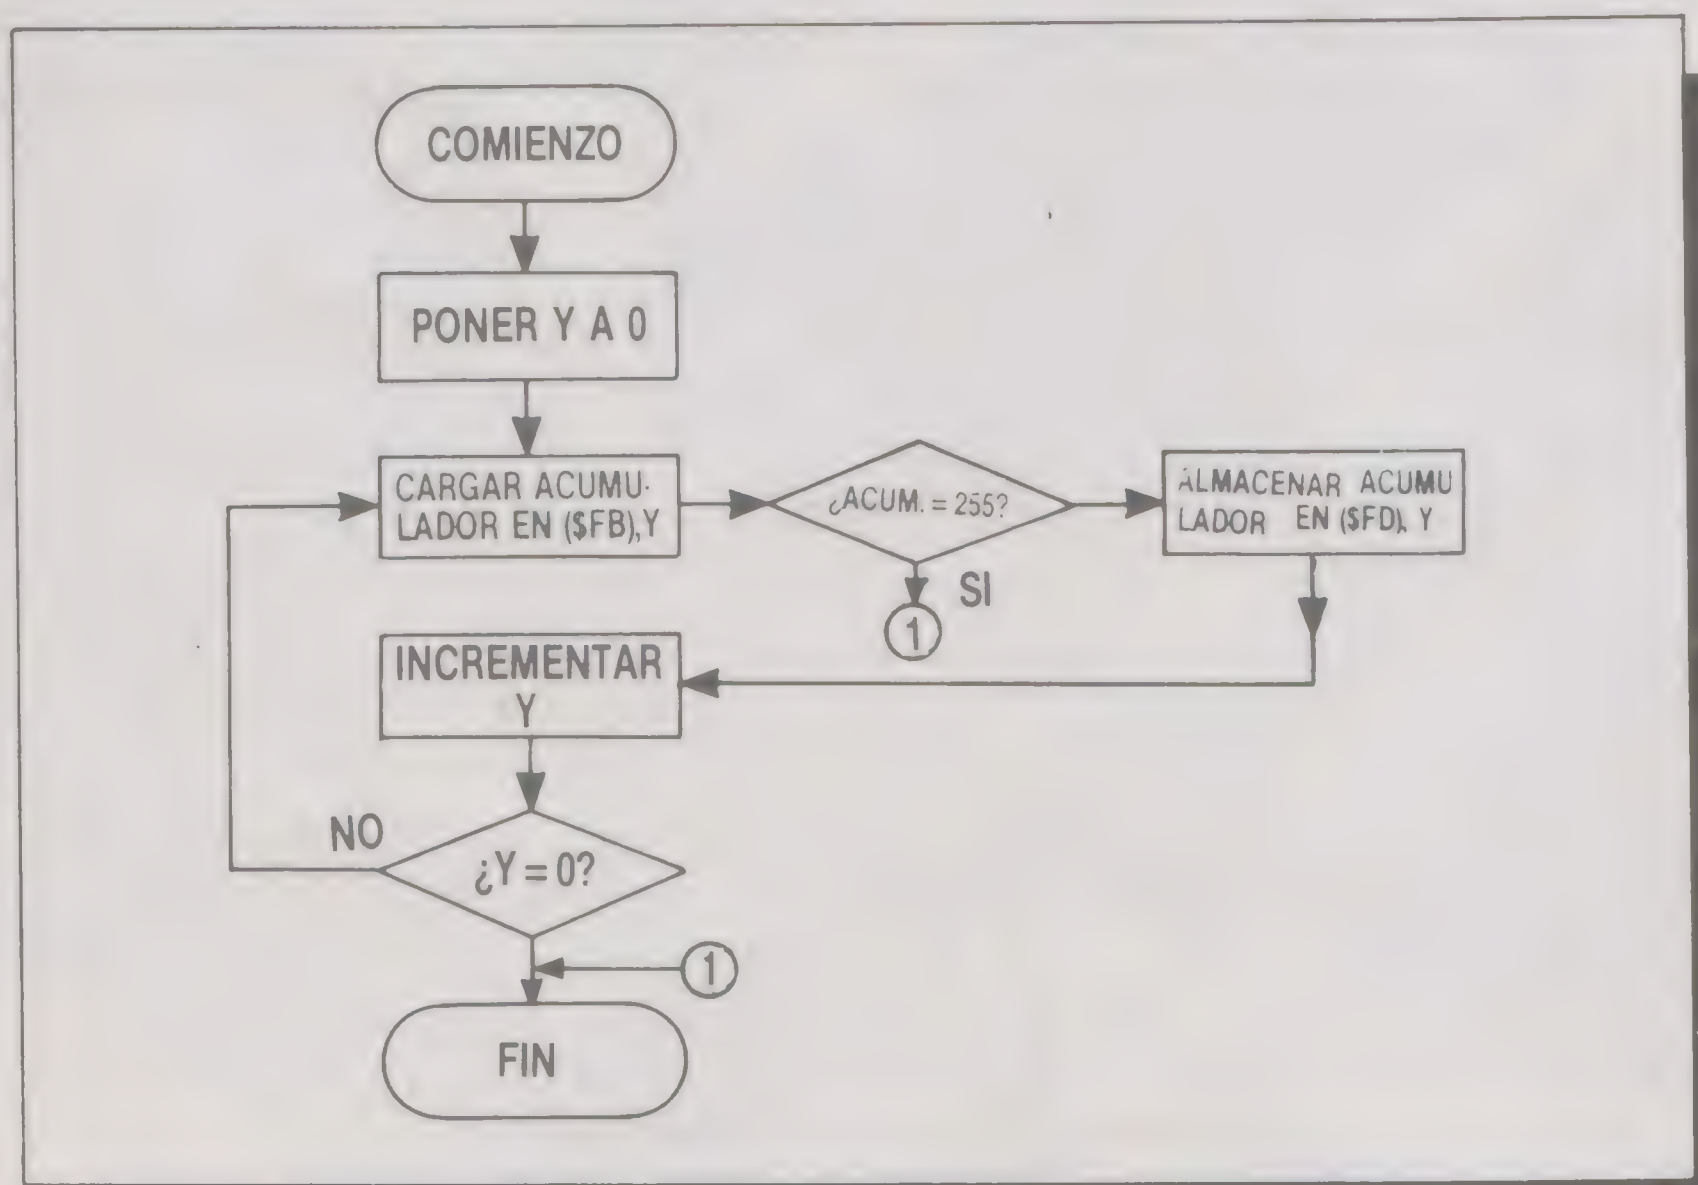 COMIENZO
PONER Y A 0
CARGAR ACUMU-
LADOR EN ($FB),Y
¿ACUM. = 255?
ALMACENAR ACUMU
LADOR EN ($FD), Y
SI
1
INCREMENTAR
Y
NO
¿Y = 0?
1
FIN